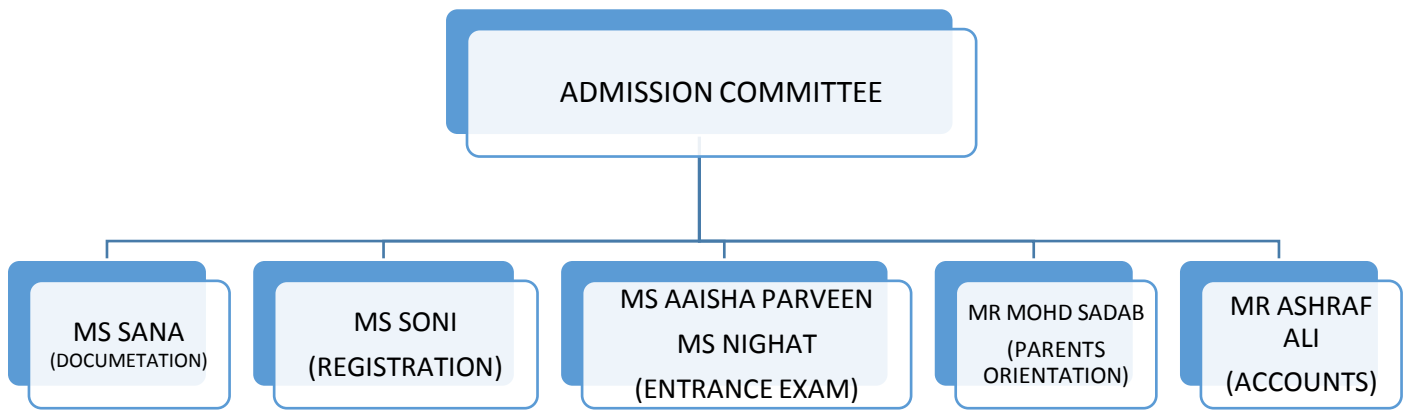 ADMISSION COMMITTEE
MS SANA
(DOCUMETATION)
MS SONI
(REGISTRATION)
MS AAISHA PARVEEN
MS NIGHAT
(ENTRANCE EXAM)
MR MOHD SADAB
(PARENTS
ORIENTATION)
MR ASHRAF
ALI
(ACCOUNTS)